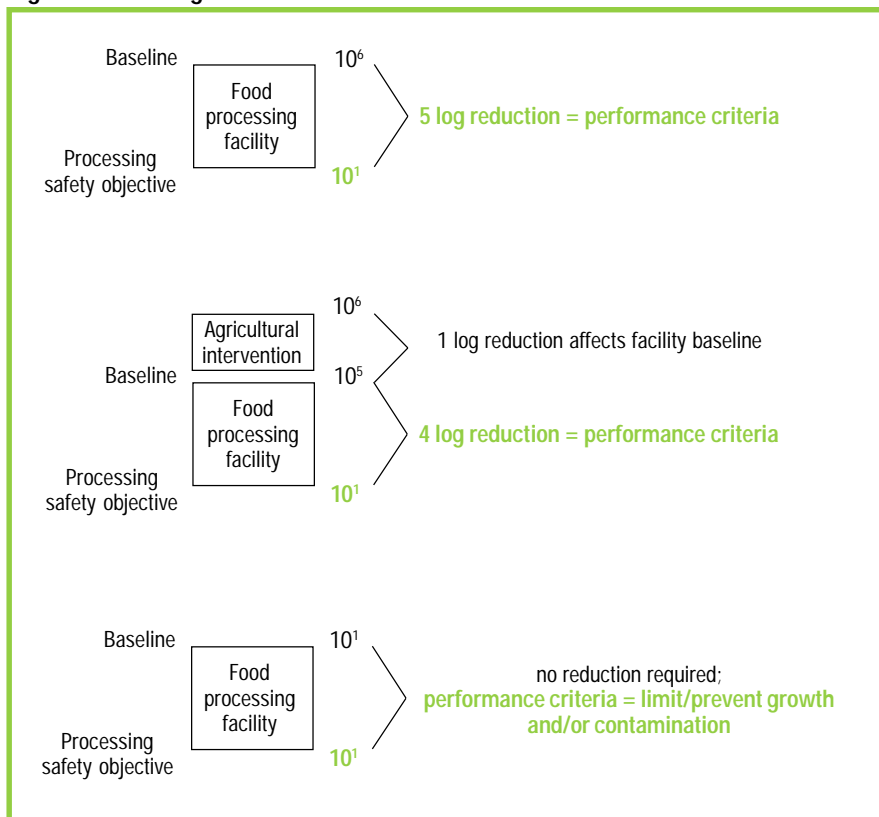 Baseline
10⁶
Food
processing
facility
5 log reduction = performance criteria
Processing
safety objective
10¹
10⁶
Agricultural
intervention
1 log reduction affects facility baseline
Baseline
10⁵
Food
processing
facility
4 log reduction = performance criteria
Processing
safety objective
10¹
Baseline
10¹
Food
processing
facility
no reduction required;
performance criteria = limit/prevent growth
and/or contamination
Processing
safety objective
10¹